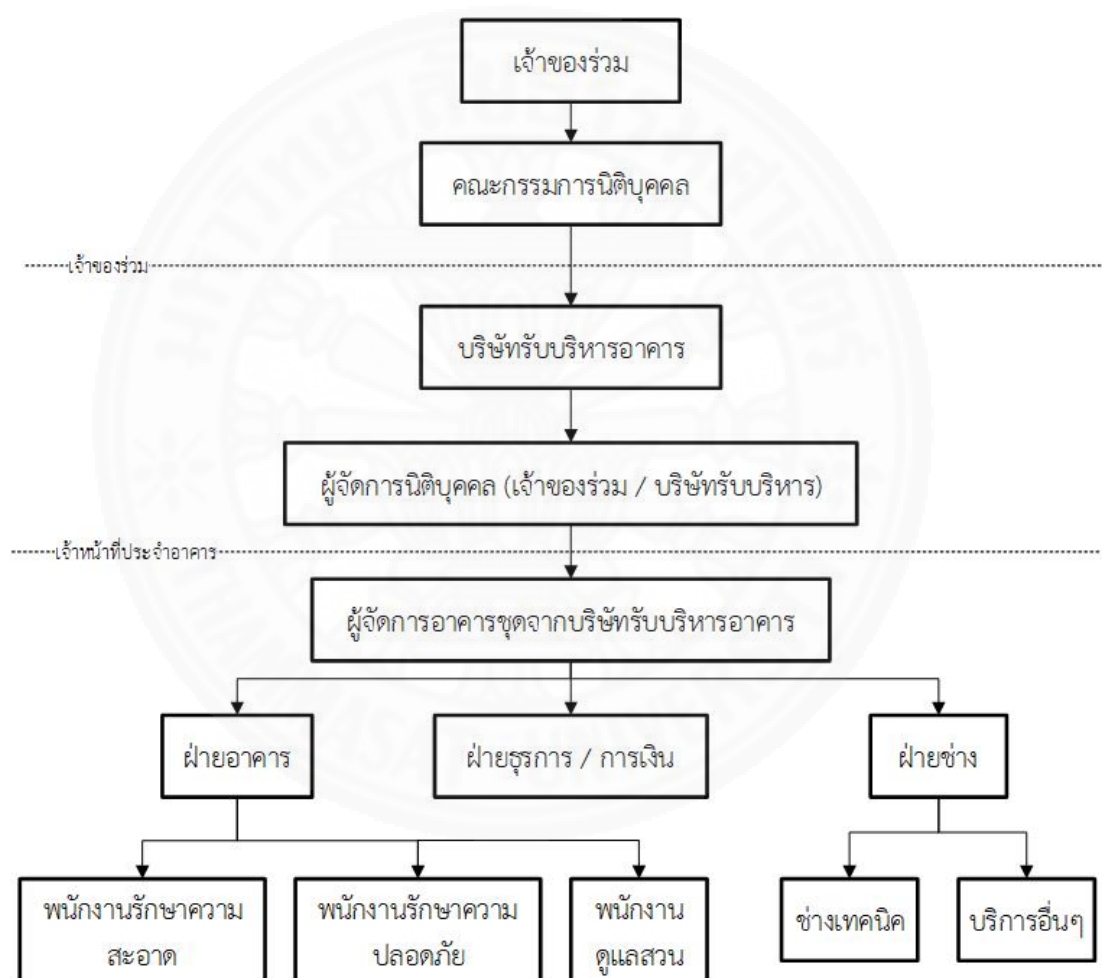 เจ้าของร่วม
คณะกรรมการนิติบุคคล
เจ้าของร่วม
บริษัทรับบริหารอาคาร
ผู้จัดการนิติบุคคล (เจ้าของร่วม / บริษัทรับบริหาร)
เจ้าหน้าที่ประจำอาคาร
ผู้จัดการอาคารชุดจากบริษัทรับบริหารอาคาร
ฝ่ายอาคาร
ฝ่ายธุรการ / การเงิน
ฝ่ายช่าง
พนักงานรักษาความ
สะอาด
พนักงานรักษาความ
ปลอดภัย
พนักงาน
ดูแลสวน
ช่างเทคนิค
บริการอื่นๆ